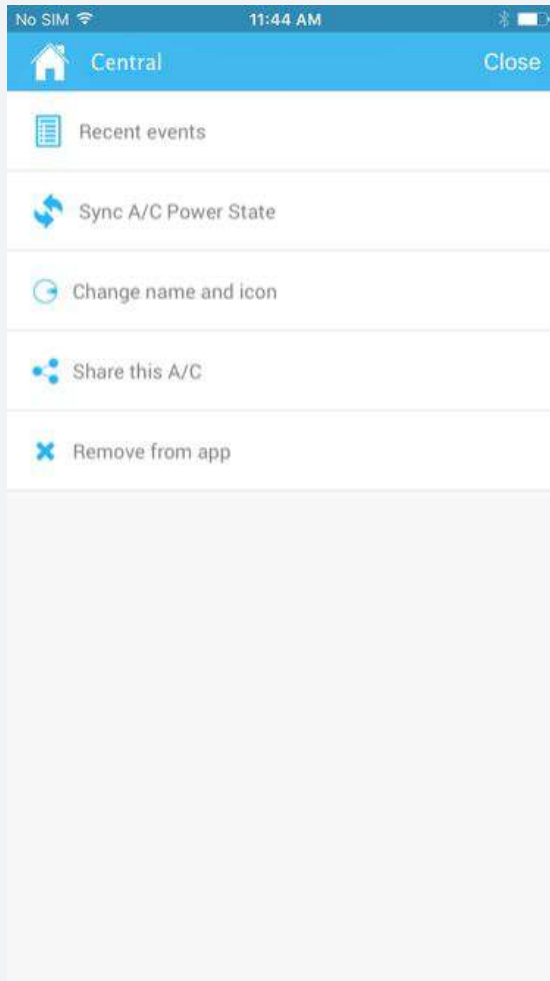 No SIM 11:44 AM
Central Close
Recent events
Sync A/C Power State
Change name and icon
Share this A/C
Remove from app